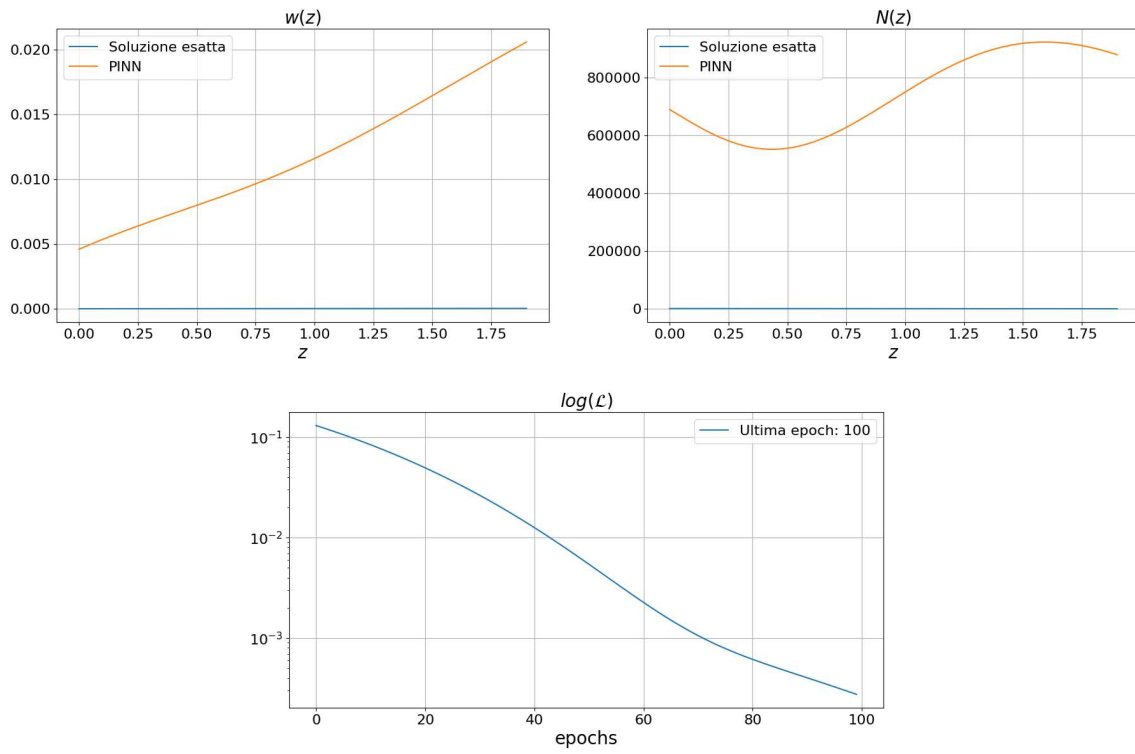 w(z)
Soluzione esatta
PINN
0.020
0.015
0.010
0.005
0.000
0.00 0.25 0.50 0.75 1.00 1.25 1.50 1.75
z
N(z)
Soluzione esatta
PINN
800000
600000
400000
200000
0
0.00 0.25 0.50 0.75 1.00 1.25 1.50 1.75
z
log(ℒ)
Ultima epoch: 100
10⁻¹
10⁻²
10⁻³
0 20 40 60 80 100
epochs